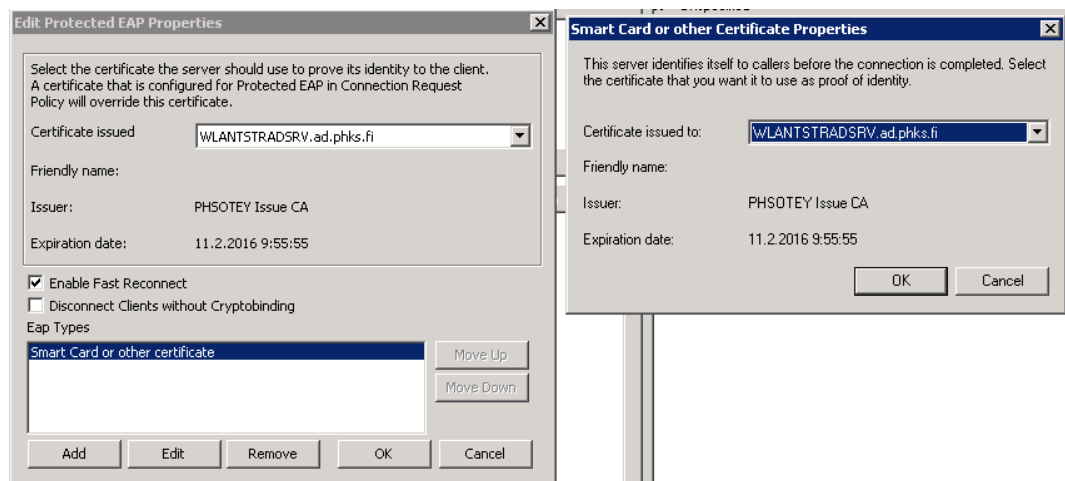 Edit Protected EAP Properties
Select the certificate the server should use to prove its identity to the client.
A certificate that is configured for Protected EAP in Connection Request
Policy will override this certificate.
Certificate issued
WLANTSTRADSRV.ad.phks.fi
Friendly name:
Issuer:
PHSOTEY Issue CA
Expiration date:
11.2.2016 9:55:55
Enable Fast Reconnect
Disconnect Clients without Cryptobinding
Eap Types
Smart Card or other certificate
Move Up
Move Down
Add
Edit
Remove
OK
Cancel
Smart Card or other Certificate Properties
This server identifies itself to callers before the connection is completed. Select
the certificate that you want it to use as proof of identity.
Certificate issued to:
WLANTSTRADSRV.ad.phks.fi
Friendly name:
Issuer:
PHSOTEY Issue CA
Expiration date:
11.2.2016 9:55:55
OK
Cancel